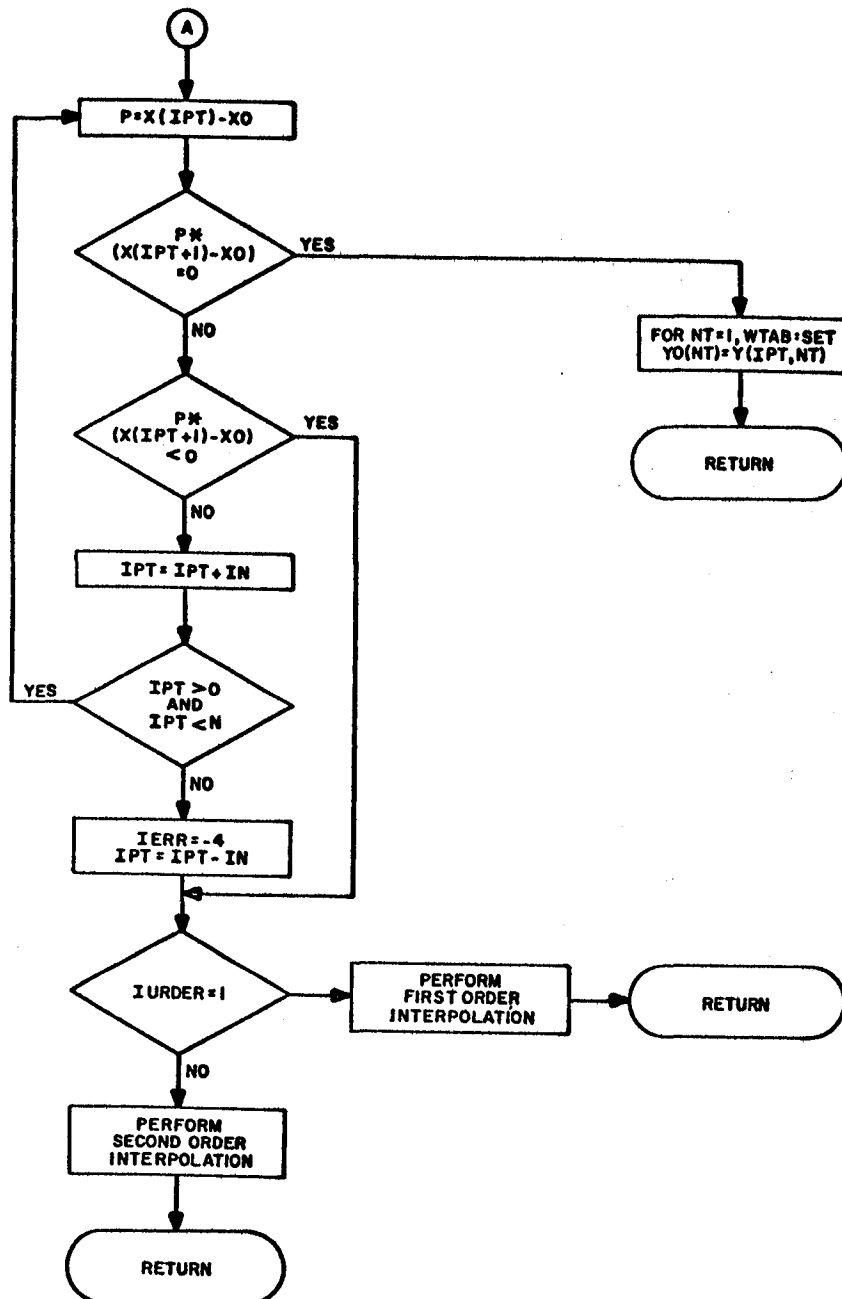 A
P=X(IPT)-XO
P*
(X(IPT+1)-XO)
=0
YES
NO
FOR NT=1, WTAB:SET
YO(NT)=Y(IPT,NT)
RETURN
P*
(X(IPT+1)-XO)
<0
YES
NO
IPT=IPT+IN
IPT>0
AND
IPT<N
YES
NO
IERR=-4
IPT=IPT-IN
IURDER=1
PERFORM
FIRST ORDER
INTERPOLATION
RETURN
NO
PERFORM
SECOND ORDER
INTERPOLATION
RETURN